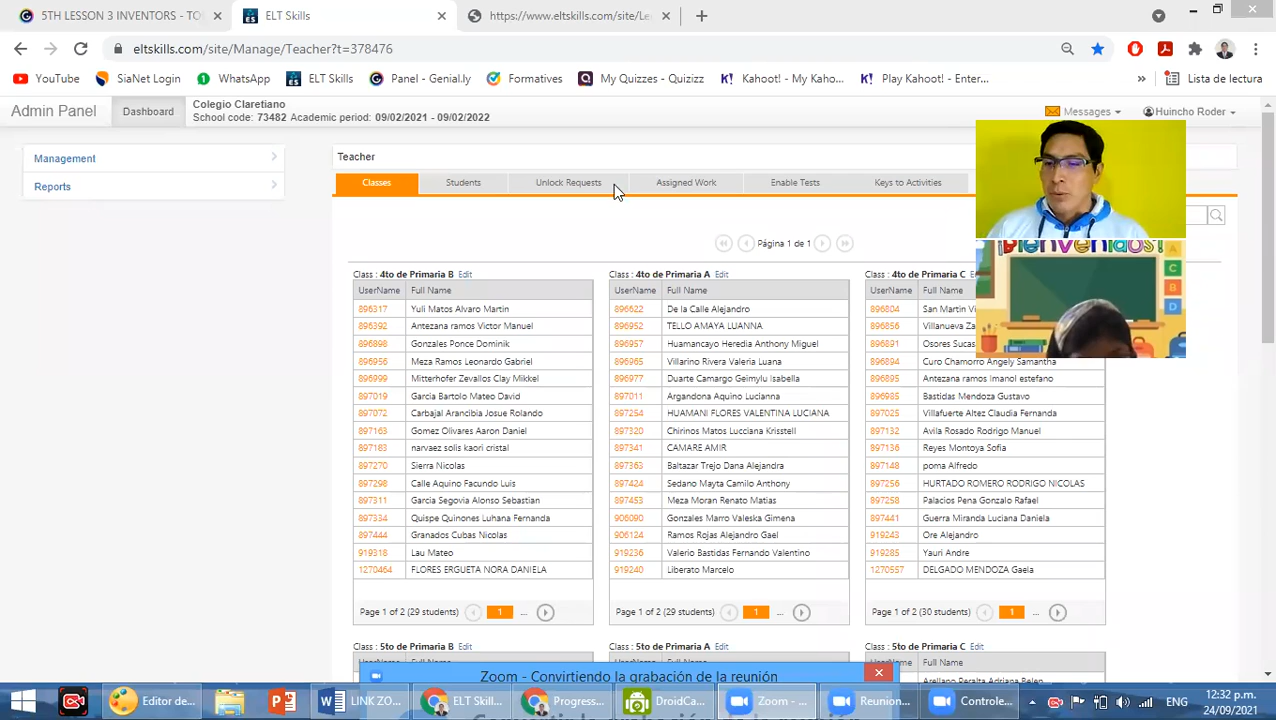 5TH LESSON 3 INVENTORS - TO
ELT Skills
https://www.eltskills.com/site/Le
eltskills.com/site/Manage/Teacher?t=378476
YouTube
SiaNet Login
WhatsApp
ELT Skills
Panel - Genial.ly
Formatives
My Quizzes - Quizizz
Kahoot! - My Kaho...
Play Kahoot! - Enter...
»
Lista de lectura
Admin Panel
Dashboard
Colegio Claretiano
School code: 73482 Academic period: 09/02/2021 - 09/02/2022
Messages
Huincho Roder
Management
Reports
Teacher
Classes
Students
Unlock Requests
Assigned Work
Enable Tests
Keys to Activities
Página 1 de 1
¡Bienvenidos!
A
C
B
D
Class : 4to de Primaria B Edit
UserName Full Name
896317 Yuli Matos Alvaro Martin
896392 Antezana ramos Victor Manuel
896898 Gonzales Ponce Dominik
896956 Meza Ramos Leonardo Gabriel
896999 Mitterhofer Zevallos Clay Mikkel
897019 Garcia Bartolo Mateo David
897072 Carbajal Arancibia Josue Rolando
897163 Gomez Olivares Aaron Daniel
897183 narvaez solis kaori cristal
897270 Sierra Nicolas
897298 Calle Aquino Facundo Luis
897311 Garcia Segovia Alonso Sebastian
897334 Quispe Quinones Luhana Fernanda
897444 Granados Cubas Nicolas
919318 Lau Mateo
1270464 FLORES ERGUETA NORA DANIELA
Page 1 of 2 (29 students) 1 ...
Class : 4to de Primaria A Edit
UserName Full Name
896622 De la Calle Alejandro
896952 TELLO AMAYA LUANNA
896957 Huamancayo Heredia Anthony Miguel
896965 Villarino Rivera Valeria Luana
896977 Duarte Camargo Geimylu Isabella
897011 Argandona Aquino Lucianna
897254 HUAMANI FLORES VALENTINA LUCIANA
897320 Chirinos Matos Lucciana Krisstell
897341 CAMARE AMIR
897363 Baltazar Trejo Dana Alejandra
897424 Sedano Mayta Camilo Anthony
897453 Meza Moran Renato Matias
906090 Gonzales Marro Valeska Gimena
906124 Ramos Rojas Alejandro Gael
919236 Valerio Bastidas Fernando Valentino
919240 Liberato Marcelo
Page 1 of 2 (29 students) 1 ...
Class : 4to de Primaria C
UserName Full Name
896804 San Martin
896856 Villanueva
896891 Osores Sucas
896894 Curo Chamorro Angely Samantha
896895 Antezana ramos imanol estefano
896985 Bastidas Mendoza Gustavo
897025 Villafuerte Altez Claudia Fernanda
897132 Avila Rosado Rodrigo Manuel
897136 Reyes Montoya Sofia
897148 poma Alfredo
897256 HURTADO ROMERO RODRIGO NICOLAS
897258 Palacios Pena Gonzalo Rafael
897441 Guerra Miranda Luciana Daniela
919243 Ore Alejandro
919285 Yauri Andre
1270557 DELGADO MENDOZA Gaela
Page 1 of 2 (30 students) 1 ...
Class : 5to de Primaria B Edit
Class : 5to de Primaria A Edit
Class : 5to de Primaria C Edit
Zoom - Convirtiendo la grabación de la reunión
Editor de...
LINK ZO...
ELT Skill...
Progress...
DroidCa...
Zoom - ...
Reunion...
Controle...
ENG
12:32 p.m.
24/09/2021